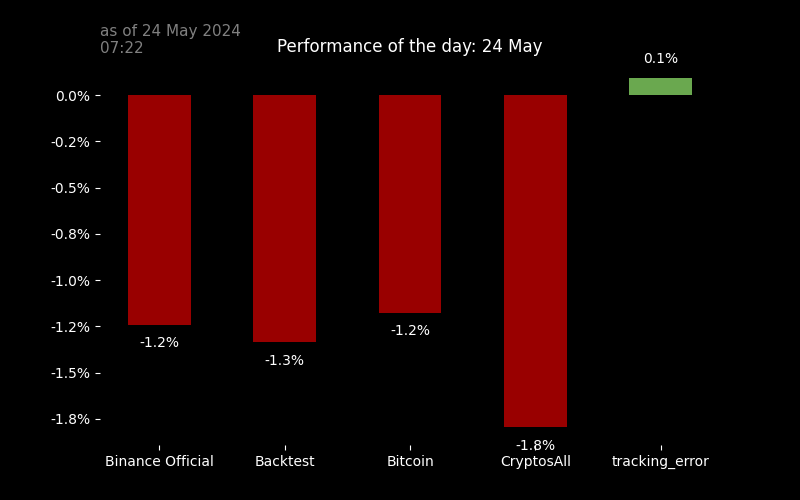 as of 24 May 2024
07:22
Performance of the day: 24 May
0.1%
0.0%
-0.2%
-0.5%
-0.8%
-1.0%
-1.2%
-1.5%
-1.8%
-1.2%
-1.3%
-1.2%
-1.8%
Binance Official
Backtest
Bitcoin
CryptosAll
tracking_error